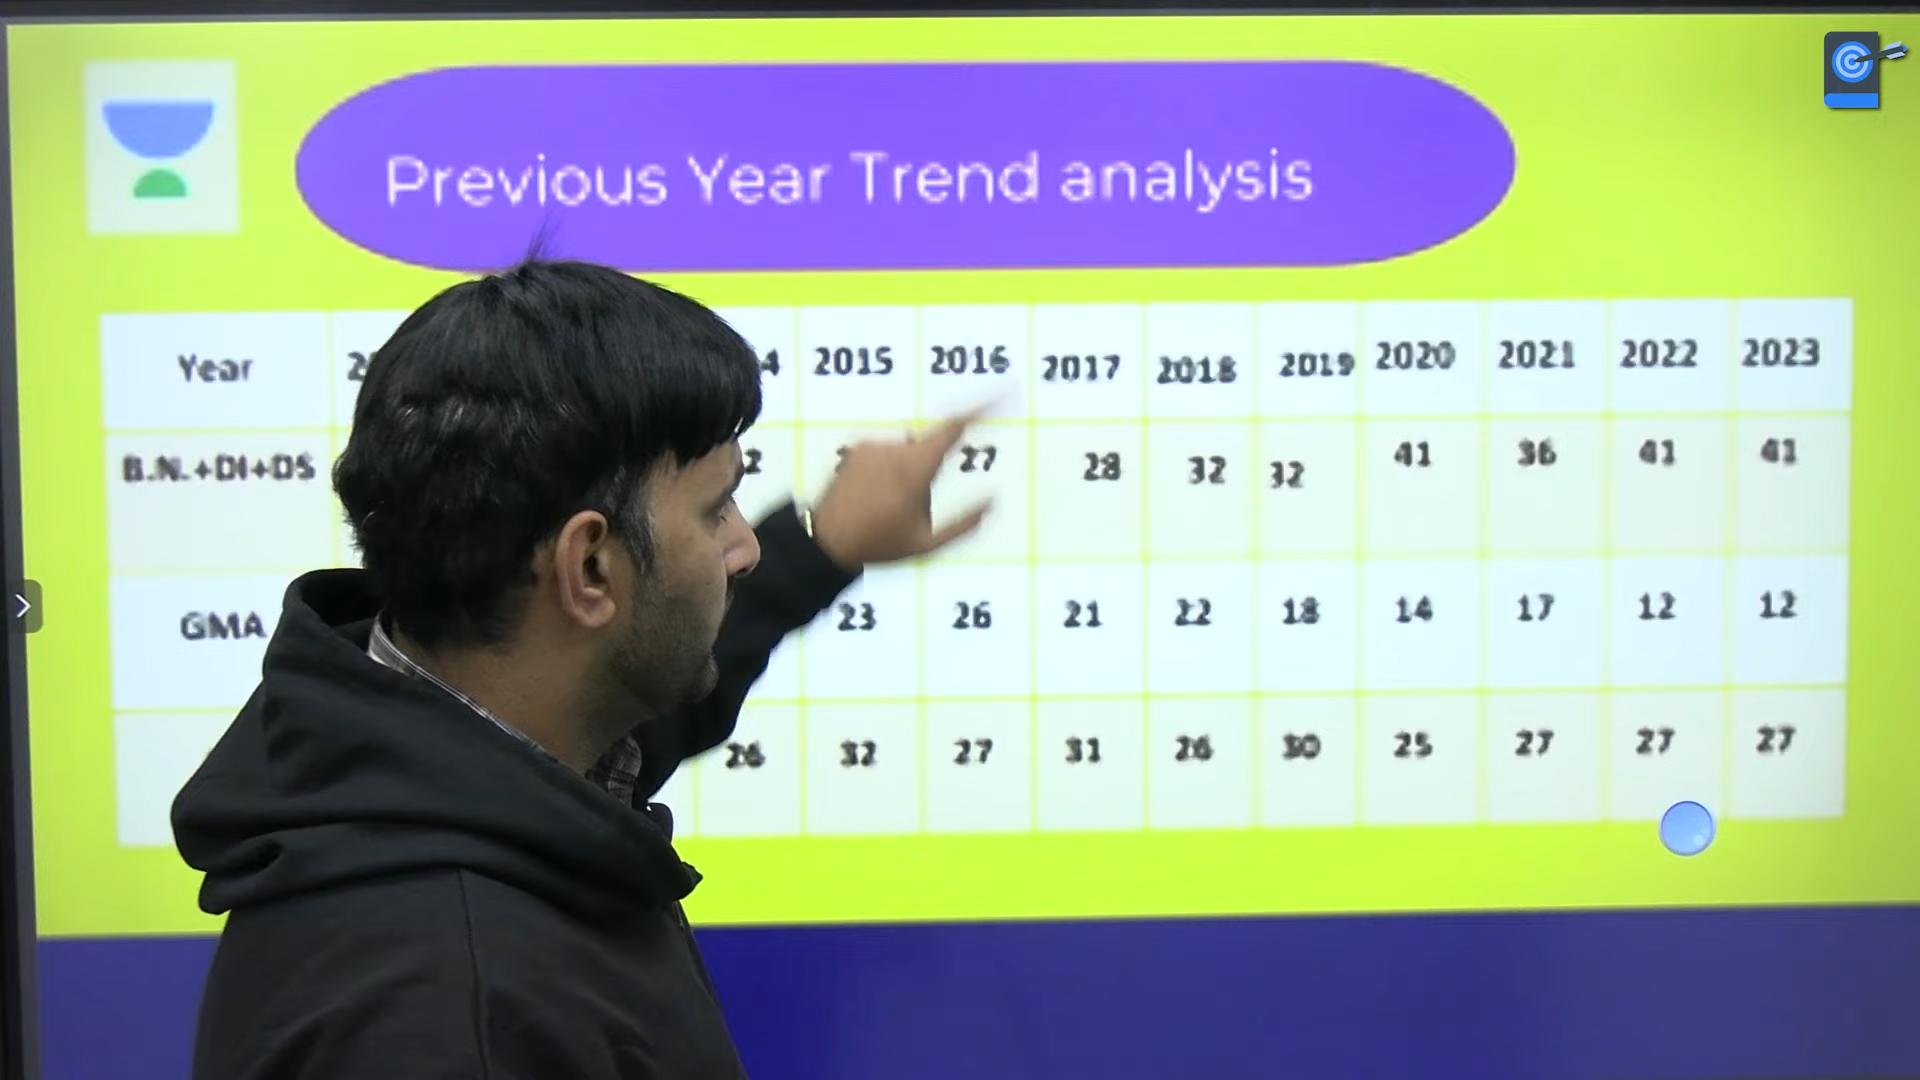 Previous Year Trend analysis
Year 2015 2016 2017 2018 2019 2020 2021 2022 2023
B.N.+DI+DS 27 28 32 32 41 36 41 41
GMA 23 26 21 22 18 14 17 12 12
26 32 27 31 26 30 25 27 27 27